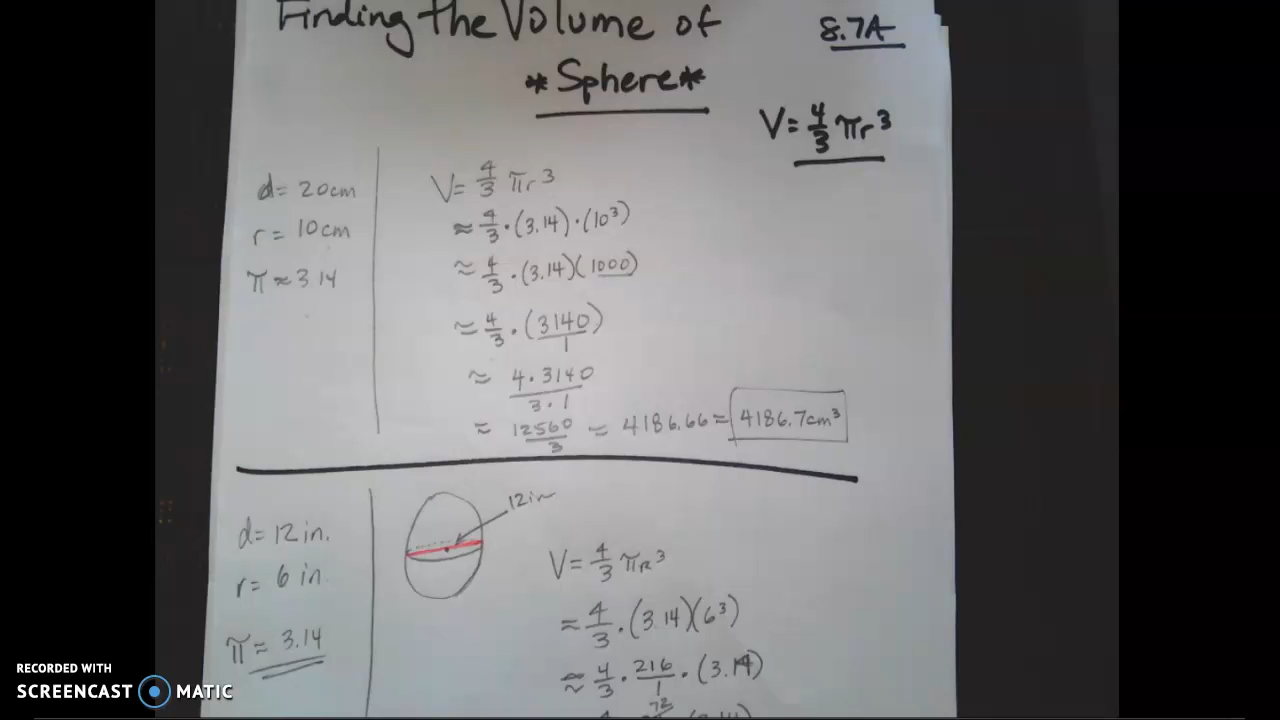 Finding the Volume of
*Sphere*
8.7A
V = 4/3 πr³
d = 20cm
r = 10cm
π ≈ 3.14
V = 4/3 πr³
≈ 4/3 · (3.14) · (10³)
≈ 4/3 · (3.14)(1000)
≈ 4/3 · (3140/1)
≈ 4·3140/3·1
≈ 12560/3 ≈ 4186.66 ≈ 4186.7cm³
d = 12 in.
r = 6 in.
π ≈ 3.14
12in
V = 4/3 πR³
≈ 4/3 · (3.14)(6³)
≈ 4/3 · 216/1 · (3.14)
72
RECORDED WITH
SCREENCAST MATIC